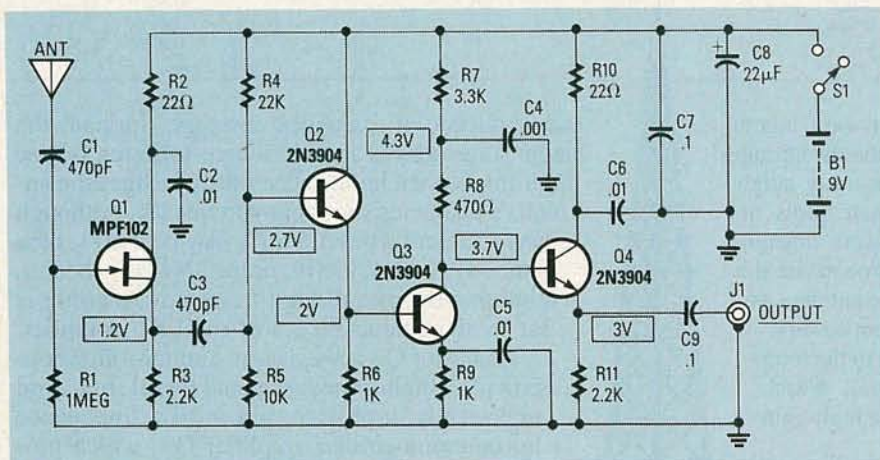 ANT
C1
470pF
Q1
MPF102
R1
1MEG
R2
22Ω
C2
.01
C3
470pF
1.2V
R3
2.2K
R4
22K
R5
10K
Q2
2N3904
2.7V
2V
R6
1K
4.3V
Q3
2N3904
R7
3.3K
R8
470Ω
C4
.001
3.7V
C5
.01
R9
1K
R10
22Ω
Q4
2N3904
C6
.01
3V
R11
2.2K
C7
.1
+
C8
22μF
S1
B1
9V
C9
.1
J1
OUTPUT